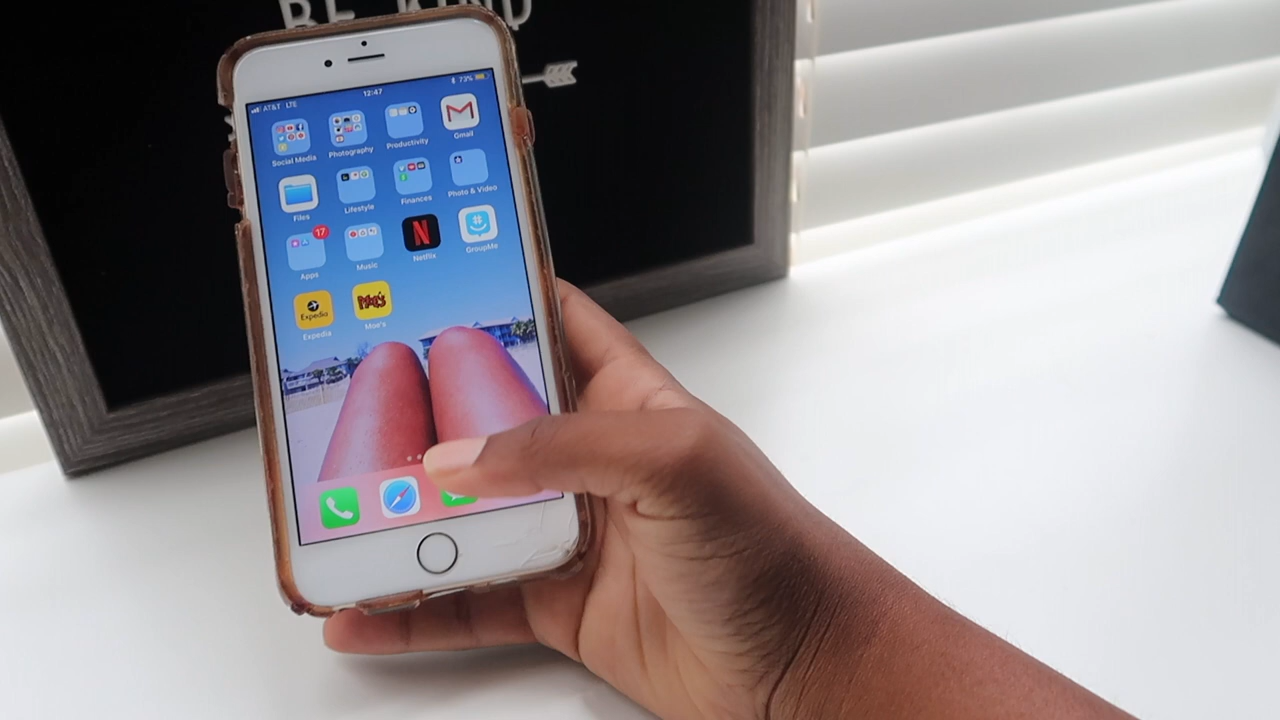 BE KIND
AT&T LTE 12:47 73%
Social Media Photography Productivity Gmail
Files Lifestyle Finances Photo & Video
17
Apps Music Netflix GroupMe
Expedia Moe's
Expedia Moe's